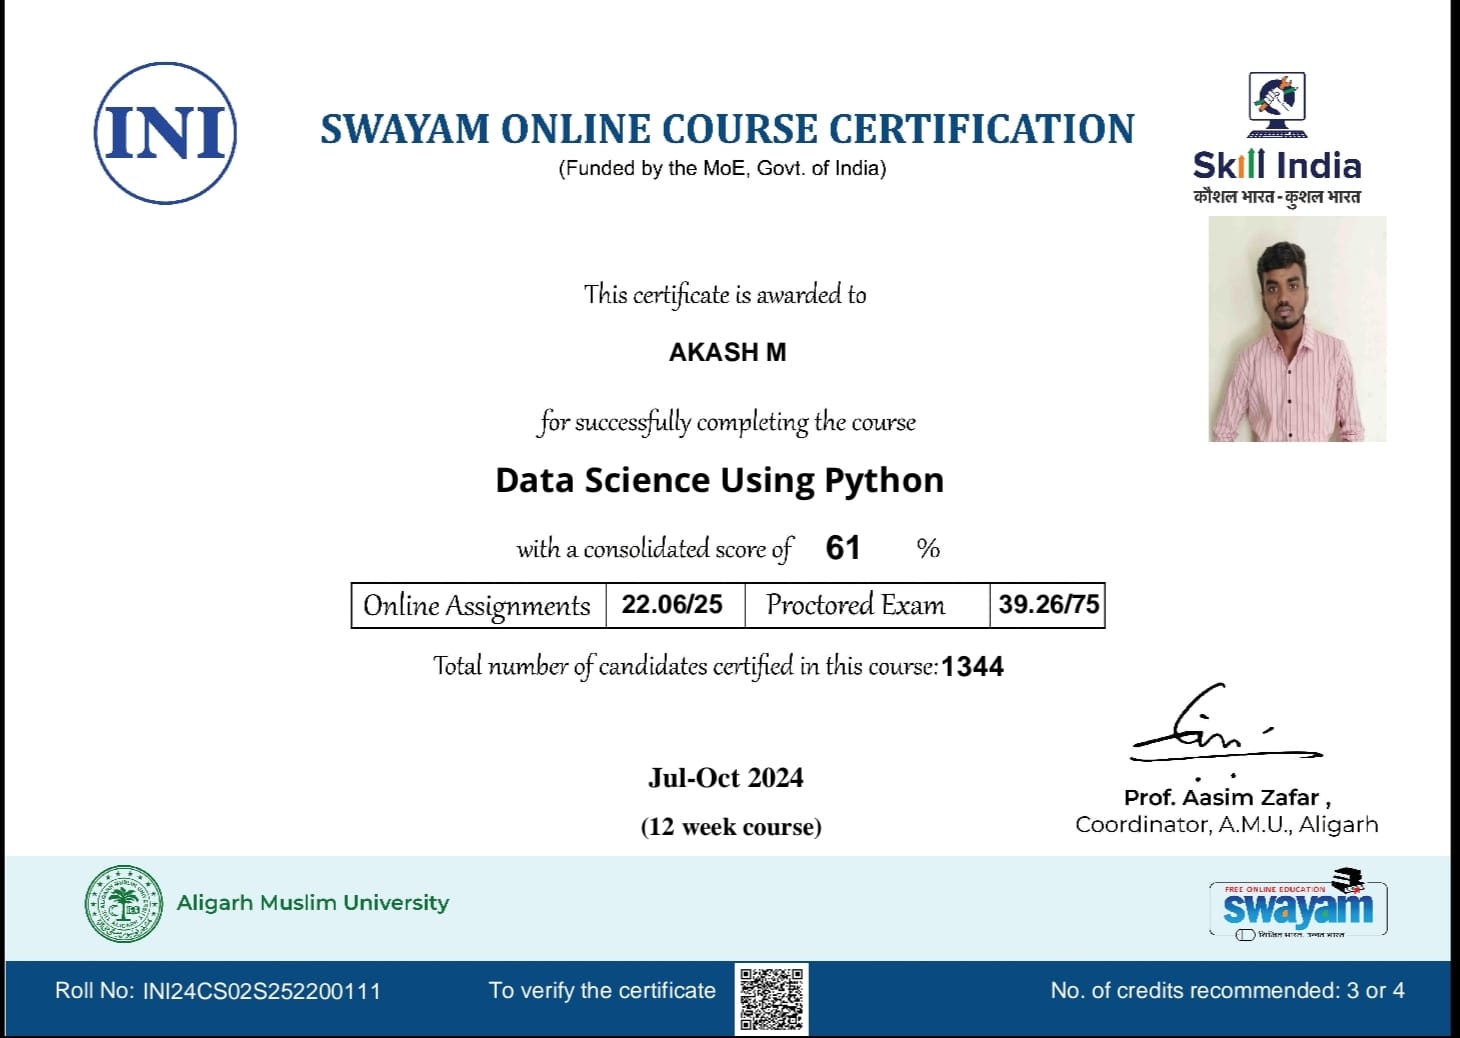 INI
SWAYAM ONLINE COURSE CERTIFICATION
(Funded by the MoE, Govt. of India)
Skill India
कौशल भारत - कुशल भारत
This certificate is awarded to
AKASH M
for successfully completing the course
Data Science Using Python
with a consolidated score of 61 %
Online Assignments 22.06/25 Proctored Exam 39.26/75
Total number of candidates certified in this course:1344
Jul-Oct 2024
(12 week course)
Prof. Aasim Zafar ,
Coordinator, A.M.U., Aligarh
Aligarh Muslim University
FREE ONLINE EDUCATION
swayam
शिक्षित भारत, उन्नत भारत
Roll No: INI24CS02S252200111
To verify the certificate
No. of credits recommended: 3 or 4